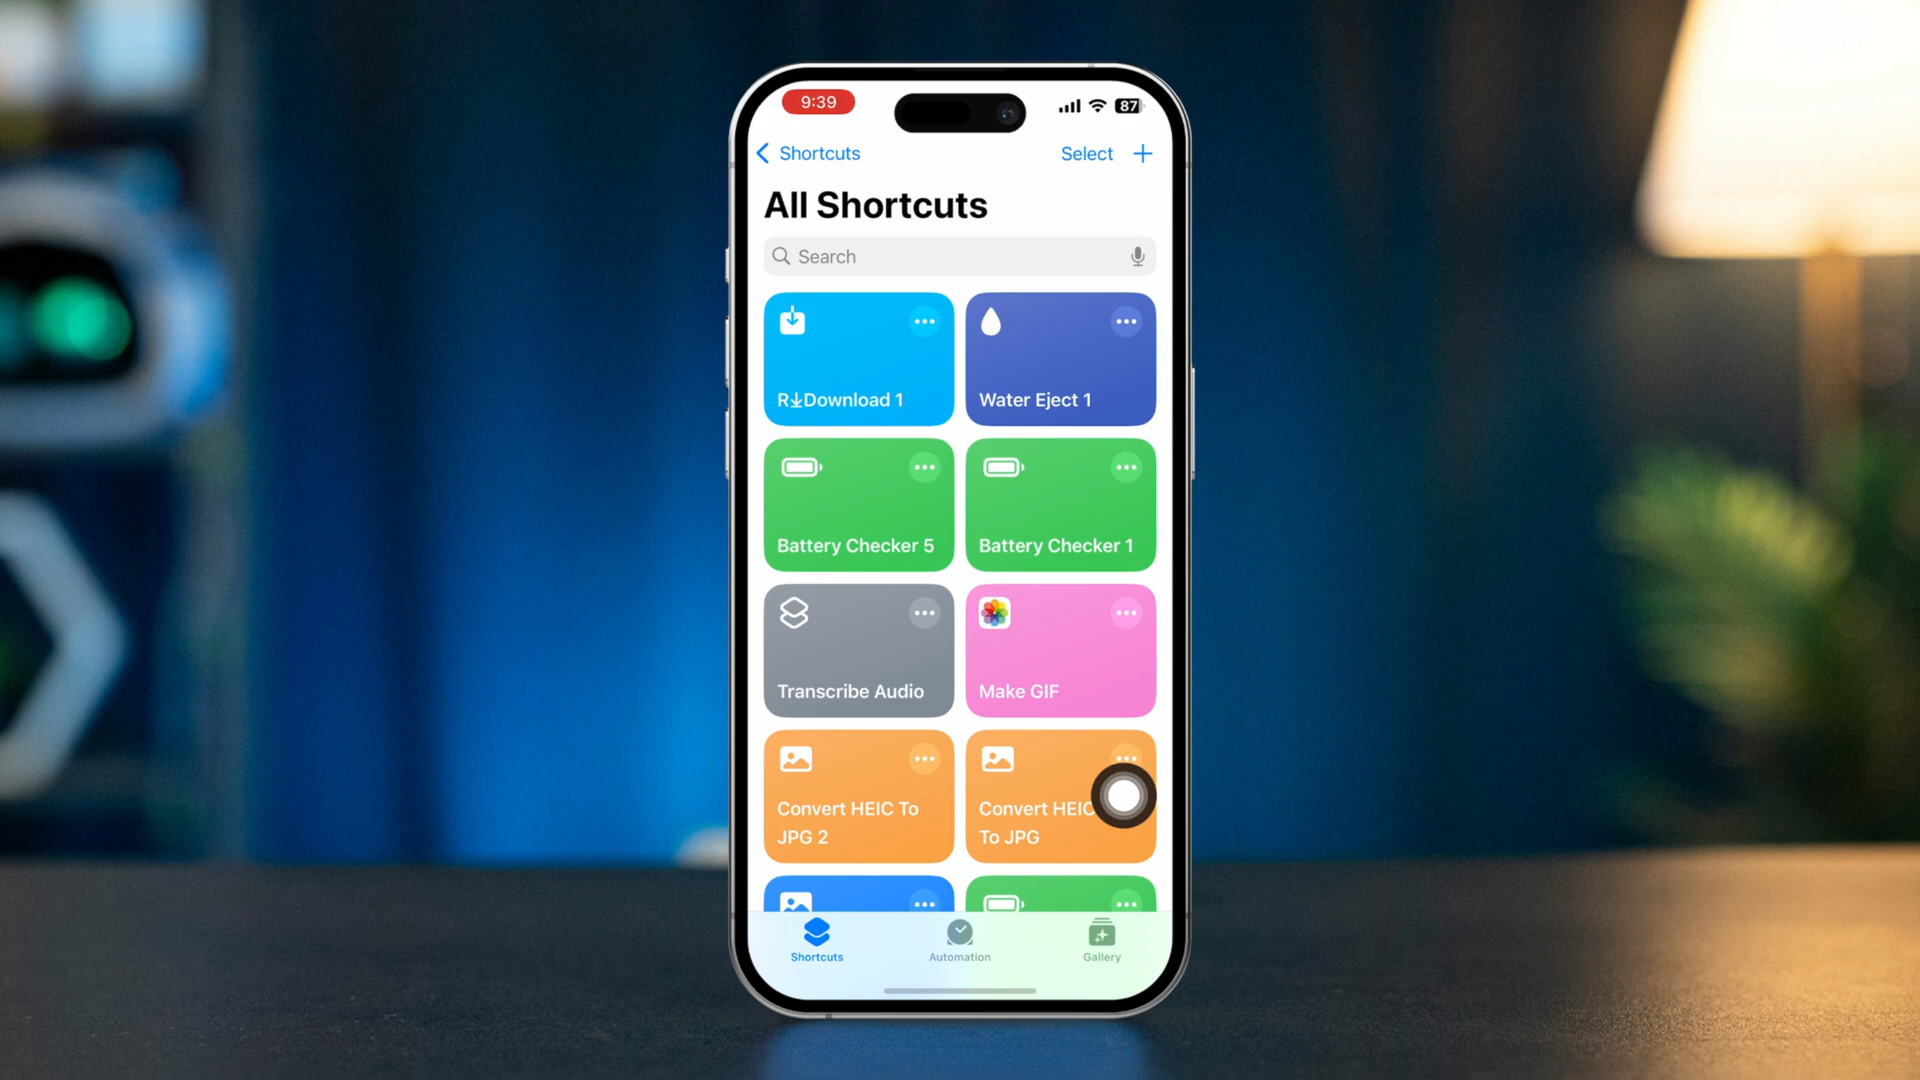 9:39
87
Shortcuts
Select
All Shortcuts
Search
R↓Download 1
Water Eject 1
Battery Checker 5
Battery Checker 1
Transcribe Audio
Make GIF
Convert HEIC To
JPG 2
Convert HEIC
To JPG
Shortcuts
Automation
Gallery